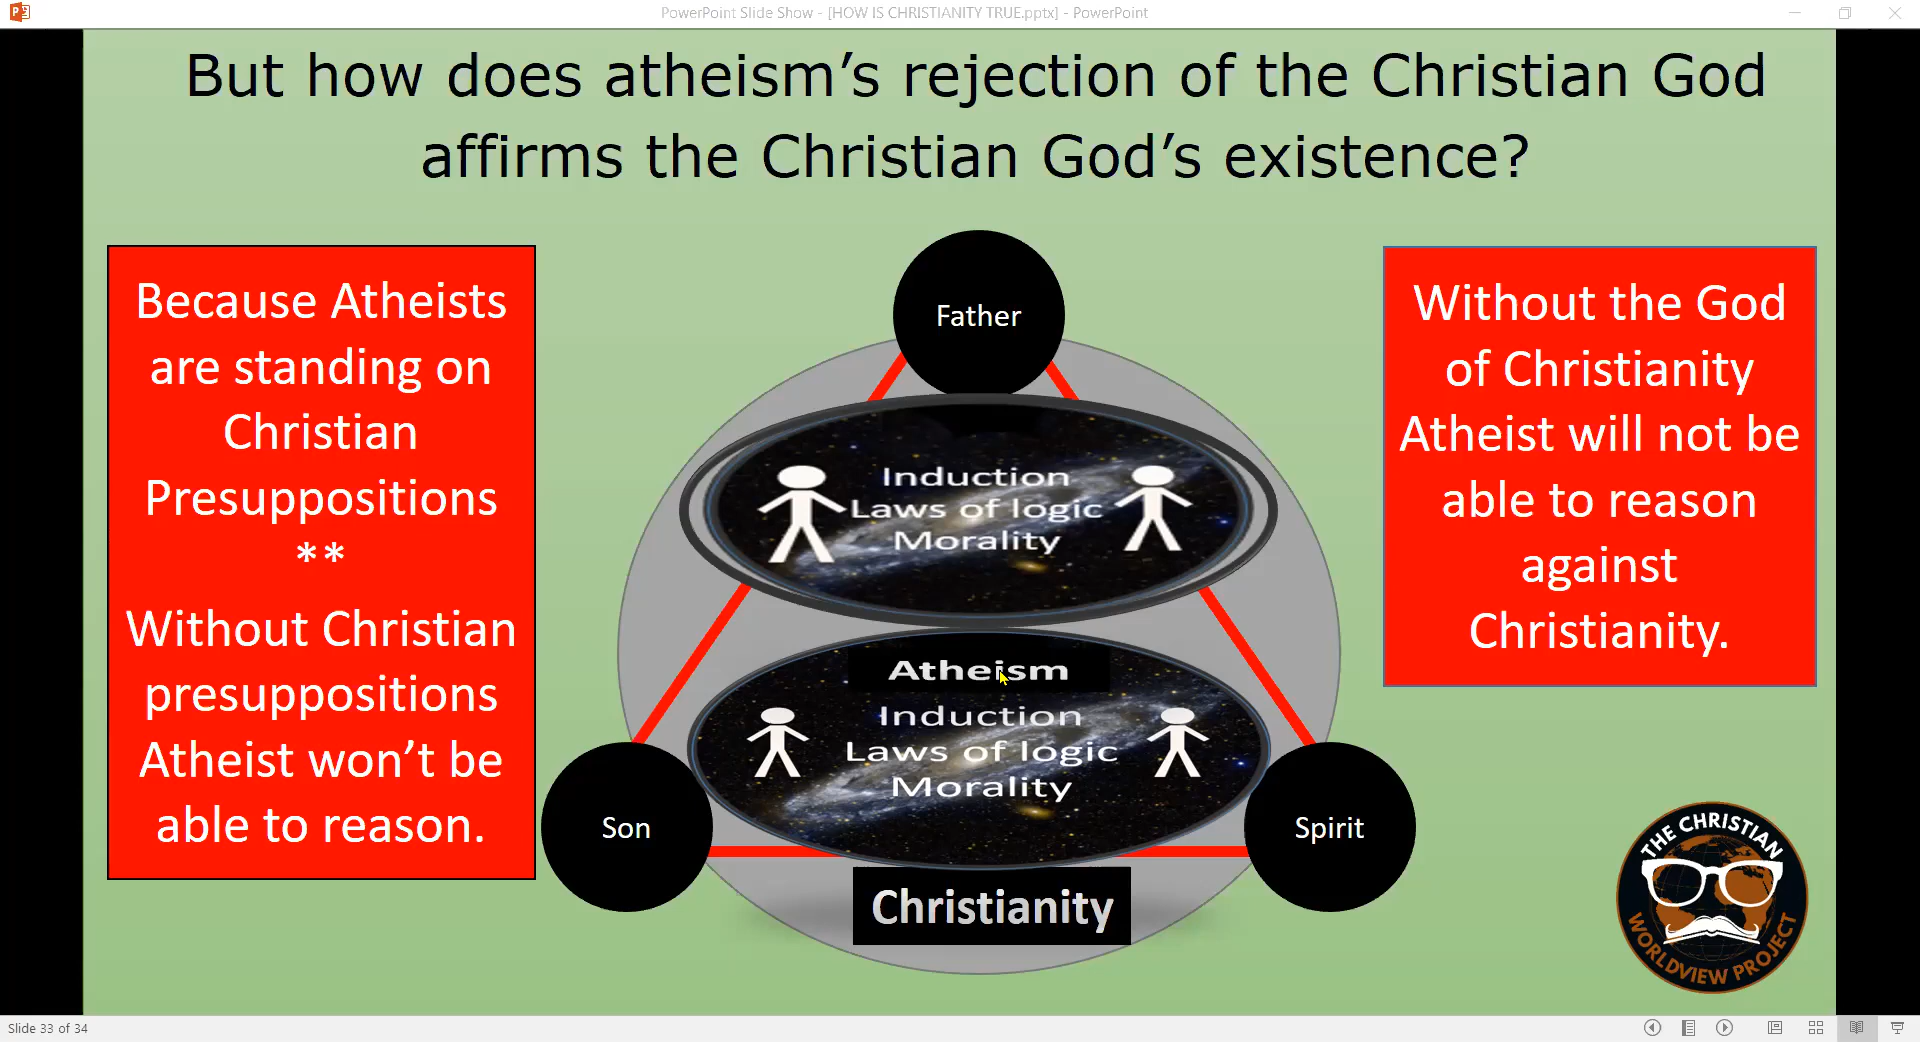 PowerPoint Slide Show - [HOW IS CHRISTIANITY TRUE.pptx] - PowerPoint
But how does atheism’s rejection of the Christian God
affirms the Christian God’s existence?
Because Atheists
are standing on
Christian
Presuppositions
**
Without Christian
presuppositions
Atheist won’t be
able to reason.
Father
Induction
Laws of logic
Morality
Atheism
Induction
Laws of logic
Morality
Son
Spirit
Christianity
Without the God
of Christianity
Atheist will not be
able to reason
against
Christianity.
THE CHRISTIAN
WORLDVIEW PROJECT
Slide 33 of 34